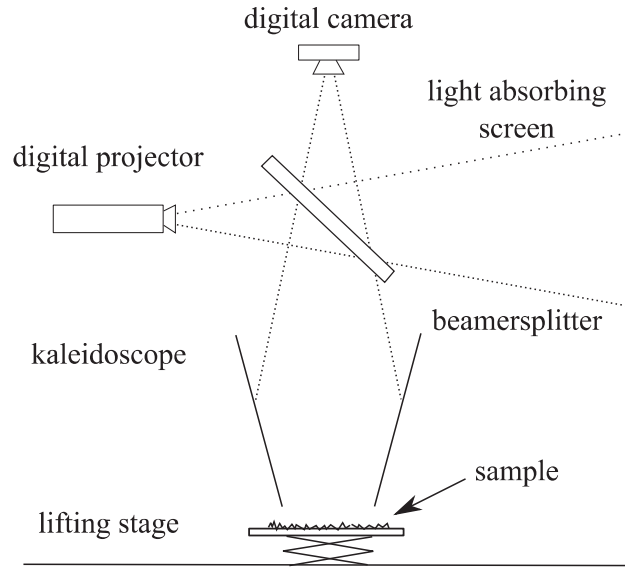 digital camera
light absorbing
screen
digital projector
beamersplitter
kaleidoscope
sample
lifting stage